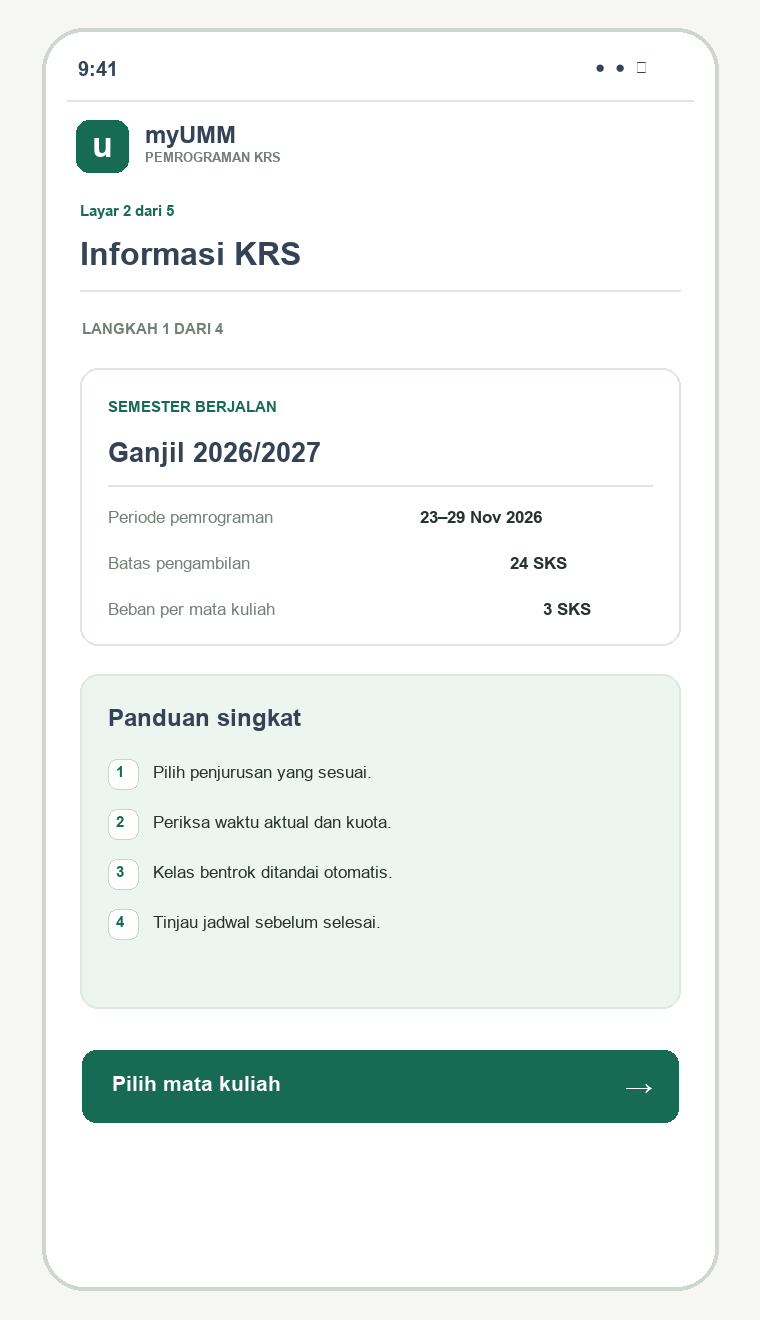 9:41
u
myUMM
PEMROGRAMAN KRS
Layar 2 dari 5
Informasi KRS
LANGKAH 1 DARI 4
SEMESTER BERJALAN
Ganjil 2026/2027
Periode pemrograman 23–29 Nov 2026
Batas pengambilan 24 SKS
Beban per mata kuliah 3 SKS
Panduan singkat
1 Pilih penjurusan yang sesuai.
2 Periksa waktu aktual dan kuota.
3 Kelas bentrok ditandai otomatis.
4 Tinjau jadwal sebelum selesai.
Pilih mata kuliah →